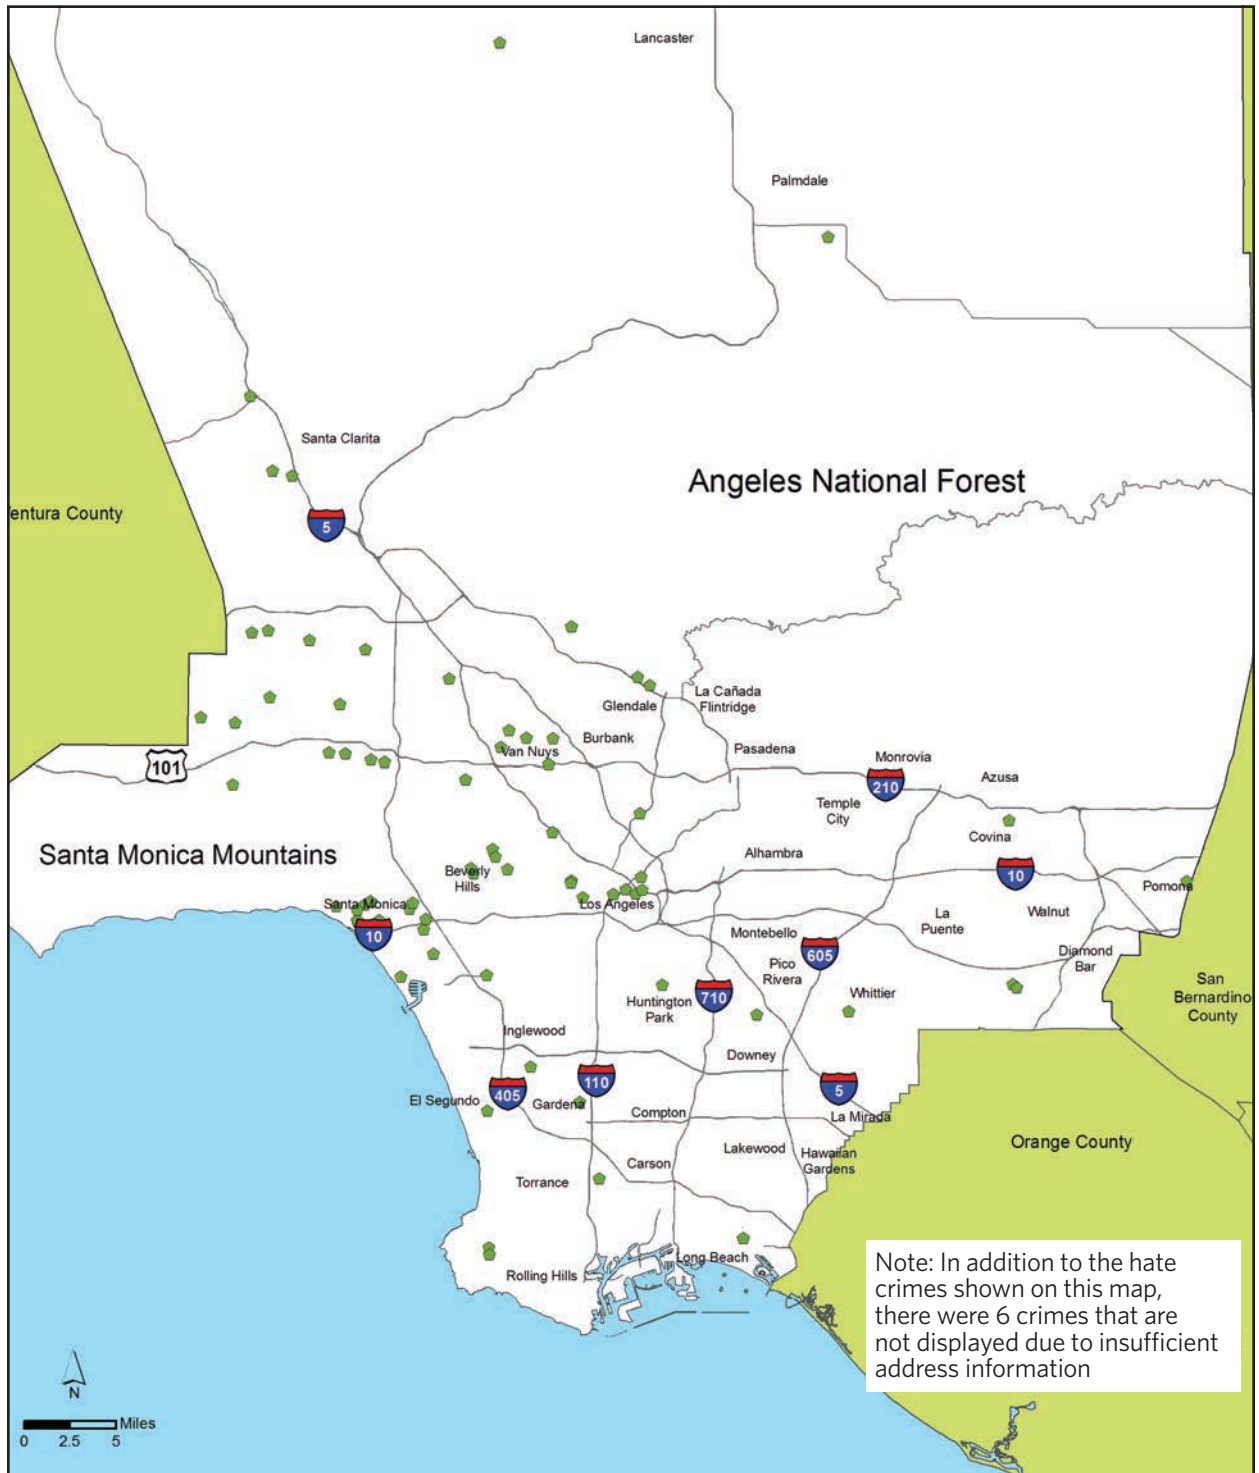 Lancaster
Palmdale
Santa Clarita
Angeles National Forest
entura County
5
La Cañada
Flintridge
Glendale
Burbank
Van Nuys
Pasadena
101
Monrovia
210
Azusa
Temple
City
Covina
Santa Monica Mountains
Alhambra
Beverly
Hills
10
Pomona
Santa Monica
Los Angeles
La
Puente
Walnut
10
Montebello
605
Diamond
Bar
Pico
Rivera
San
Bernardino
County
Huntington
Park
710
Whittier
Inglewood
Downey
El Segundo
405
Gardena
110
Compton
5
La Mirada
Orange County
Lakewood
Hawaiian
Gardens
Carson
Torrance
Long Beach
Rolling Hills
Note: In addition to the hate
crimes shown on this map,
there were 6 crimes that are
not displayed due to insufficient
address information
N
Miles
0 2.5 5